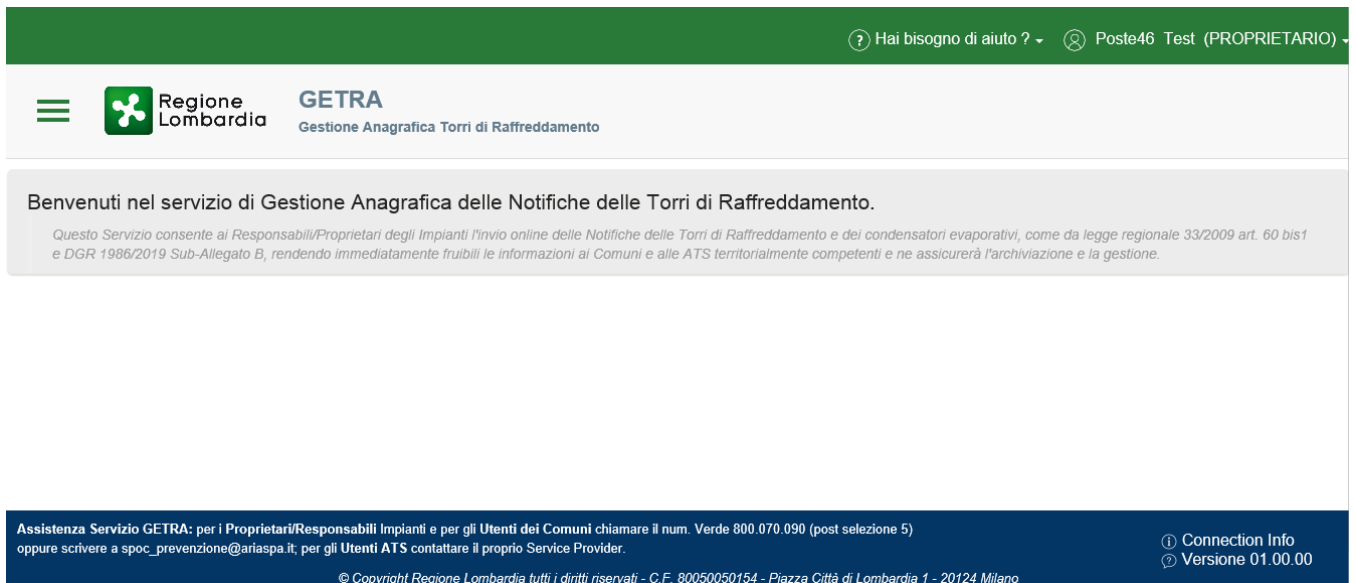 Hai bisogno di aiuto ? Poste46 Test (PROPRIETARIO)
Regione
Lombardia
GETRA
Gestione Anagrafica Torri di Raffreddamento
Benvenuti nel servizio di Gestione Anagrafica delle Notifiche delle Torri di Raffreddamento.
Questo Servizio consente ai Responsabili/Proprietari degli Impianti l'invio online delle Notifiche delle Torri di Raffreddamento e dei condensatori evaporativi, come da legge regionale 33/2009 art. 60 bis1
e DGR 1986/2019 Sub-Allegato B, rendendo immediatamente fruibili le informazioni ai Comuni e alle ATS territorialmente competenti e ne assicurerà l'archiviazione e la gestione.
Assistenza Servizio GETRA: per i Proprietari/Responsabili Impianti e per gli Utenti dei Comuni chiamare il num. Verde 800.070.090 (post selezione 5)
oppure scrivere a spoc_prevenzione@ariaspa.it; per gli Utenti ATS contattare il proprio Service Provider.
Connection Info
Versione 01.00.00
© Copyright Regione Lombardia tutti i diritti riservati - C.F. 80050050154 - Piazza Città di Lombardia 1 - 20124 Milano